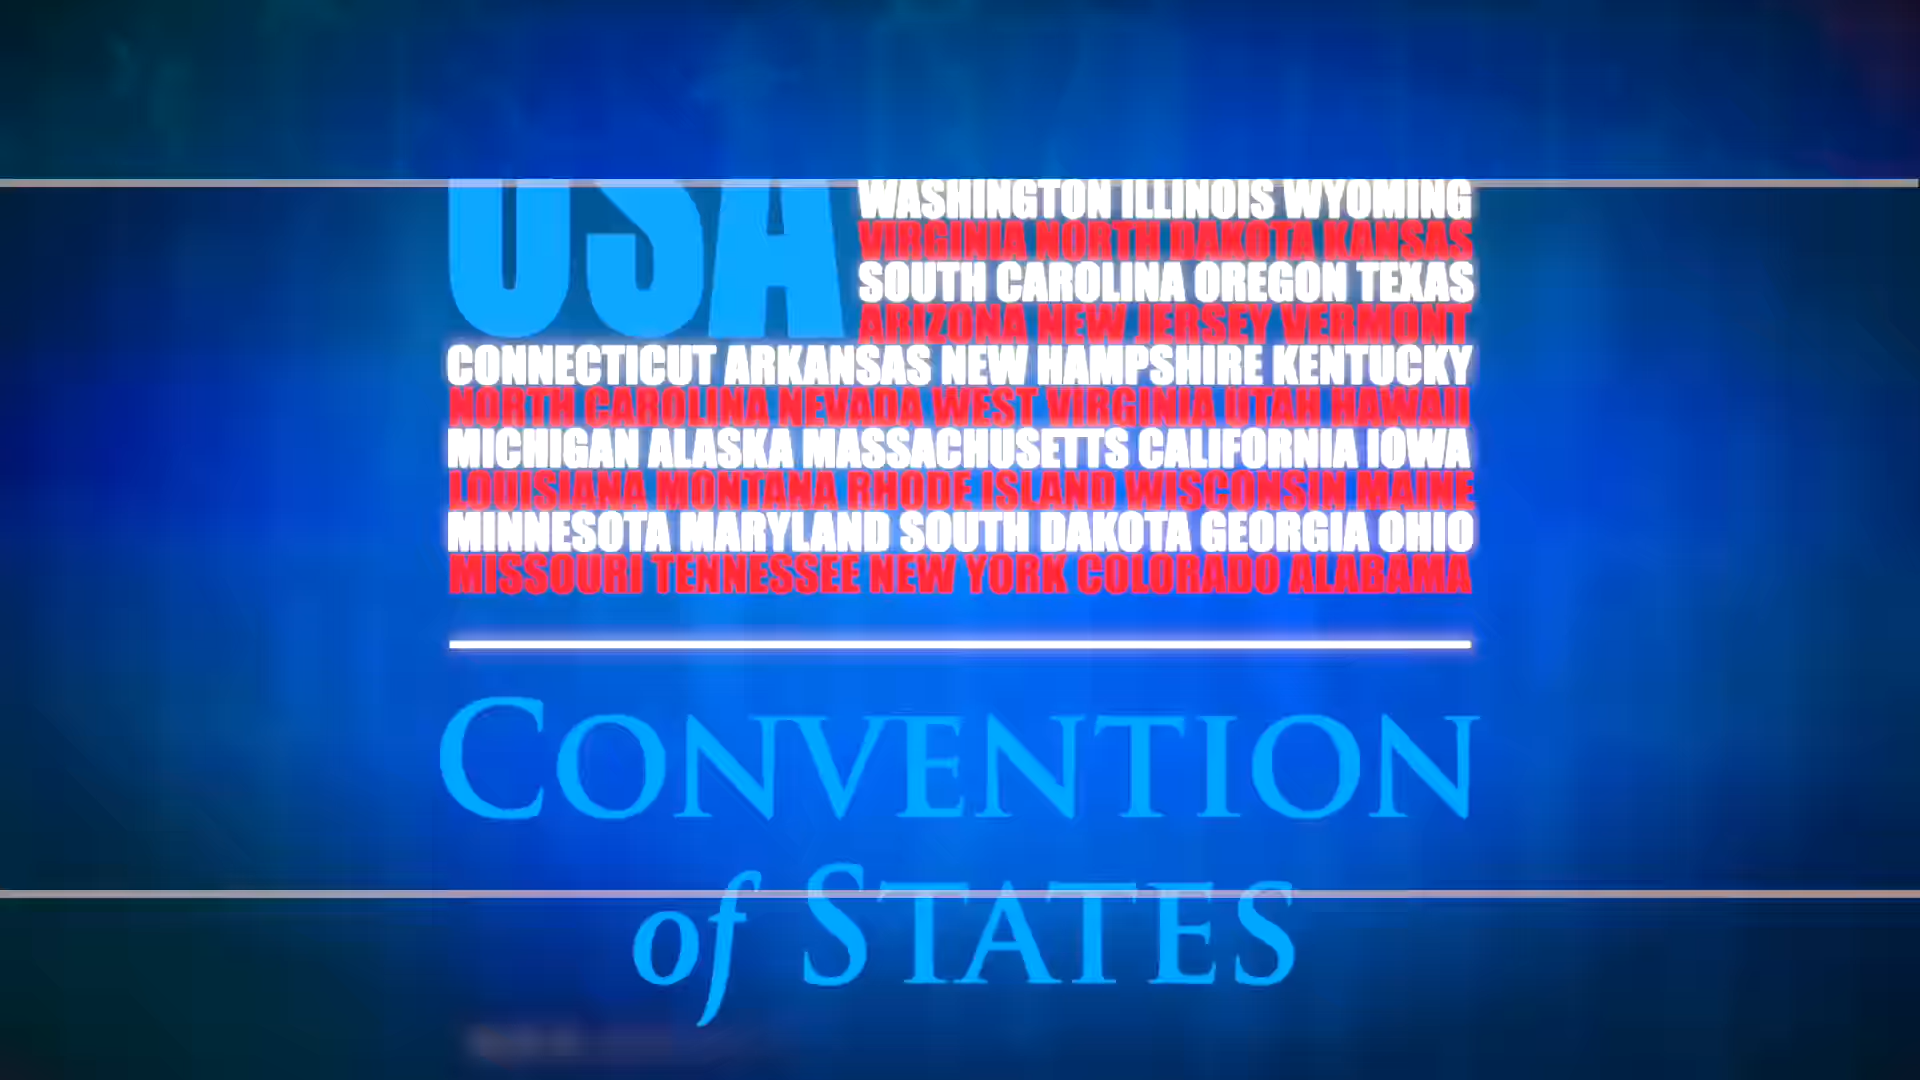 USA
WASHINGTON ILLINOIS WYOMING
VIRGINIA NORTH DAKOTA KANSAS
SOUTH CAROLINA OREGON TEXAS
ARIZONA NEW JERSEY VERMONT
CONNECTICUT ARKANSAS NEW HAMPSHIRE KENTUCKY
NORTH CAROLINA NEVADA WEST VIRGINIA UTAH HAWAII
MICHIGAN ALASKA MASSACHUSETTS CALIFORNIA IOWA
LOUISIANA MONTANA RHODE ISLAND WISCONSIN MAINE
MINNESOTA MARYLAND SOUTH DAKOTA GEORGIA OHIO
MISSOURI TENNESSEE NEW YORK COLORADO ALABAMA
CONVENTION
of STATES